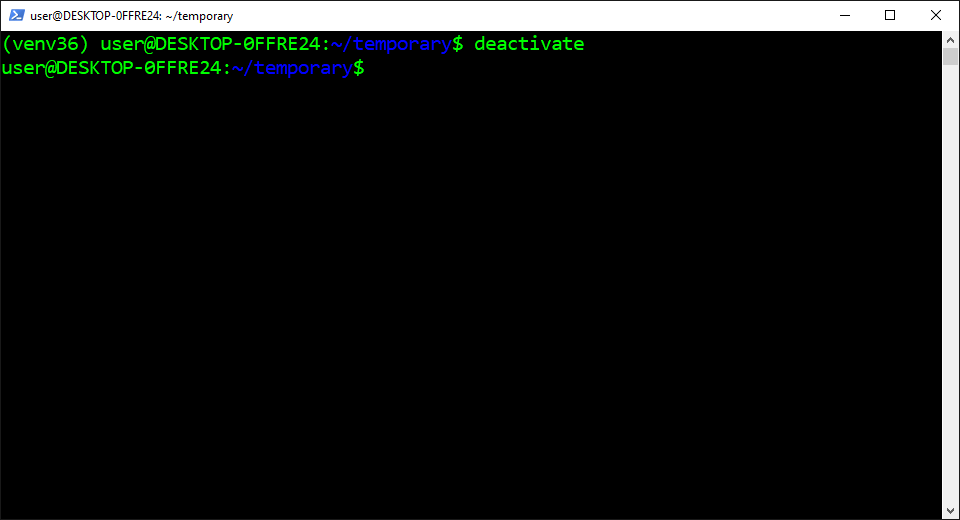 user@DESKTOP-0FFRE24: ~/temporary
(venv36) user@DESKTOP-0FFRE24:~/temporary$ deactivate
user@DESKTOP-0FFRE24:~/temporary$